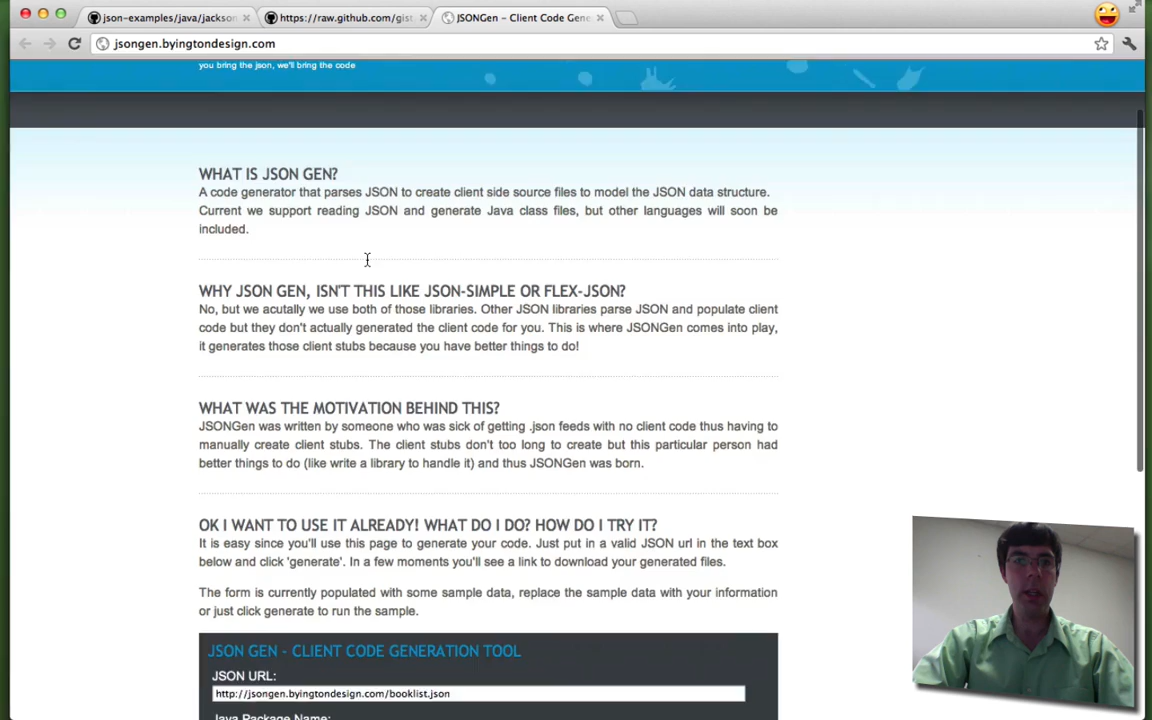 json-examples/java/jackson
https://raw.github.com/gist
JSONGen – Client Code Gene
jsongen.byingtondesign.com
you bring the json, we'll bring the code
WHAT IS JSON GEN?
A code generator that parses JSON to create client side source files to model the JSON data structure.
Current we support reading JSON and generate Java class files, but other languages will soon be
included.
WHY JSON GEN, ISN'T THIS LIKE JSON-SIMPLE OR FLEX-JSON?
No, but we acutally we use both of those libraries. Other JSON libraries parse JSON and populate client
code but they don't actually generated the client code for you. This is where JSONGen comes into play,
it generates those client stubs because you have better things to do!
WHAT WAS THE MOTIVATION BEHIND THIS?
JSONGen was written by someone who was sick of getting .json feeds with no client code thus having to
manually create client stubs. The client stubs don't too long to create but this particular person had
better things to do (like write a library to handle it) and thus JSONGen was born.
OK I WANT TO USE IT ALREADY! WHAT DO I DO? HOW DO I TRY IT?
It is easy since you'll use this page to generate your code. Just put in a valid JSON url in the text box
below and click 'generate'. In a few moments you'll see a link to download your generated files.
The form is currently populated with some sample data, replace the sample data with your information
or just click generate to run the sample.
JSON GEN - CLIENT CODE GENERATION TOOL
JSON URL:
http://jsongen.byingtondesign.com/booklist.json
Java Package Name: